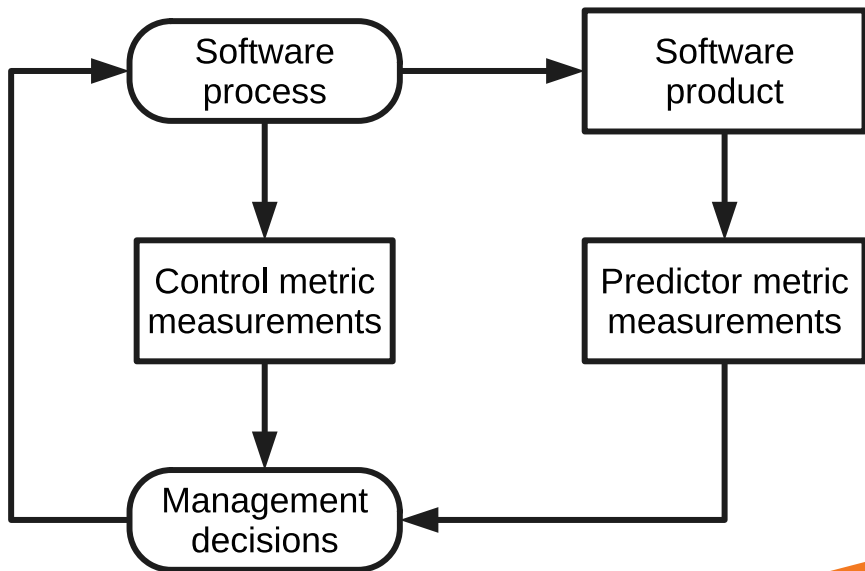 Software
process
Software
product
Control metric
measurements
Predictor metric
measurements
Management
decisions